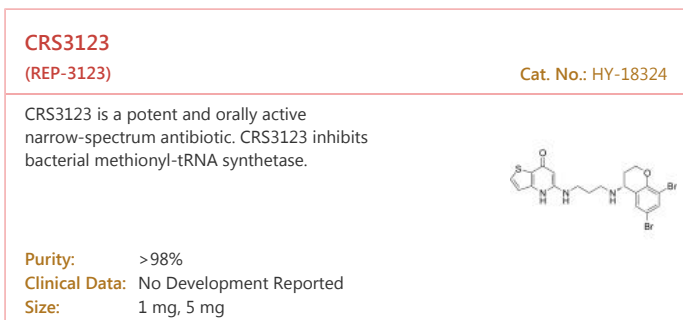 CRS3123
(REP-3123)
Cat. No.: HY-18324
CRS3123 is a potent and orally active
narrow-spectrum antibiotic. CRS3123 inhibits
bacterial methionyl-tRNA synthetase.
O
S
O
Br
N
H
N
H
N
H
Br
Purity: >98%
Clinical Data: No Development Reported
Size: 1 mg, 5 mg